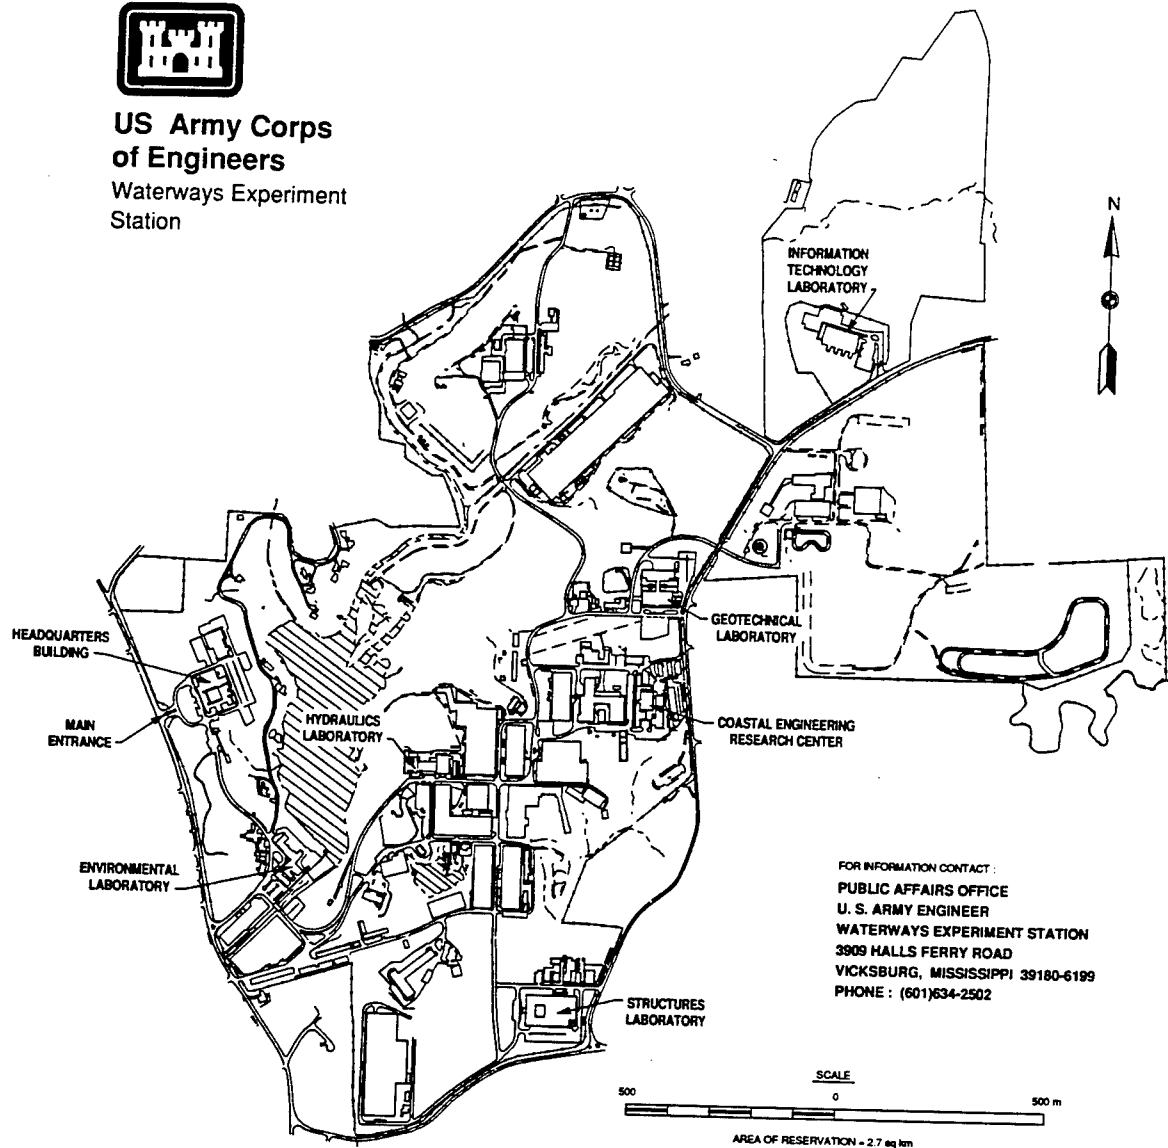 US Army Corps
of Engineers
Waterways Experiment
Station
N
INFORMATION
TECHNOLOGY
LABORATORY
HEADQUARTERS
BUILDING
GEOTECHNICAL
LABORATORY
MAIN
ENTRANCE
HYDRAULICS
LABORATORY
COASTAL ENGINEERING
RESEARCH CENTER
ENVIRONMENTAL
LABORATORY
FOR INFORMATION CONTACT :
PUBLIC AFFAIRS OFFICE
U. S. ARMY ENGINEER
WATERWAYS EXPERIMENT STATION
3909 HALLS FERRY ROAD
VICKSBURG, MISSISSIPPI 39180-6199
PHONE : (601)634-2502
STRUCTURES
LABORATORY
SCALE
500 0 500 m
AREA OF RESERVATION = 2.7 sq km